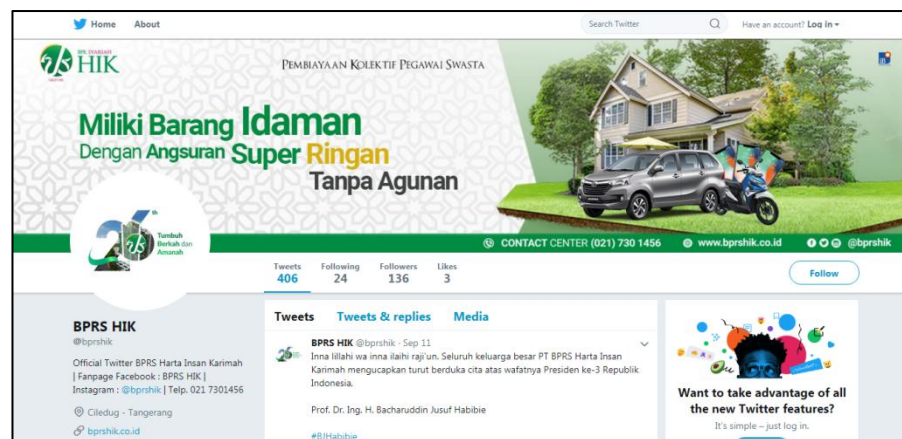 Home About Search Twitter Have an account? Log in
BPR SYARIAH
HIK
PEMBIAYAAN KOLEKTIF PEGAWAI SWASTA
Miliki Barang Idaman
Dengan Angsuran Super Ringan
Tanpa Agunan
26th
Tumbuh
Berkah dan
Amanah
CONTACT CENTER (021) 730 1456 www.bprshik.co.id @bprshik
Tweets Following Followers Likes
406 24 136 3
Follow
BPRS HIK
@bprshik
Official Twitter BPRS Harta Insan Karimah
| Fanpage Facebook : BPRS HIK |
Instagram : @bprshik | Telp. 021 7301456
Ciledug - Tangerang
bprshik.co.id
Tweets Tweets & replies Media
BPRS HIK @bprshik · Sep 11
Inna lillahi wa inna ilaihi raji'un. Seluruh keluarga besar PT BPRS Harta Insan
Karimah mengucapkan turut berduka cita atas wafatnya Presiden ke-3 Republik
Indonesia.
Prof. Dr. Ing. H. Bacharuddin Jusuf Habibie
#BJHabibie
Want to take advantage of all
the new Twitter features?
It's simple – just log in.